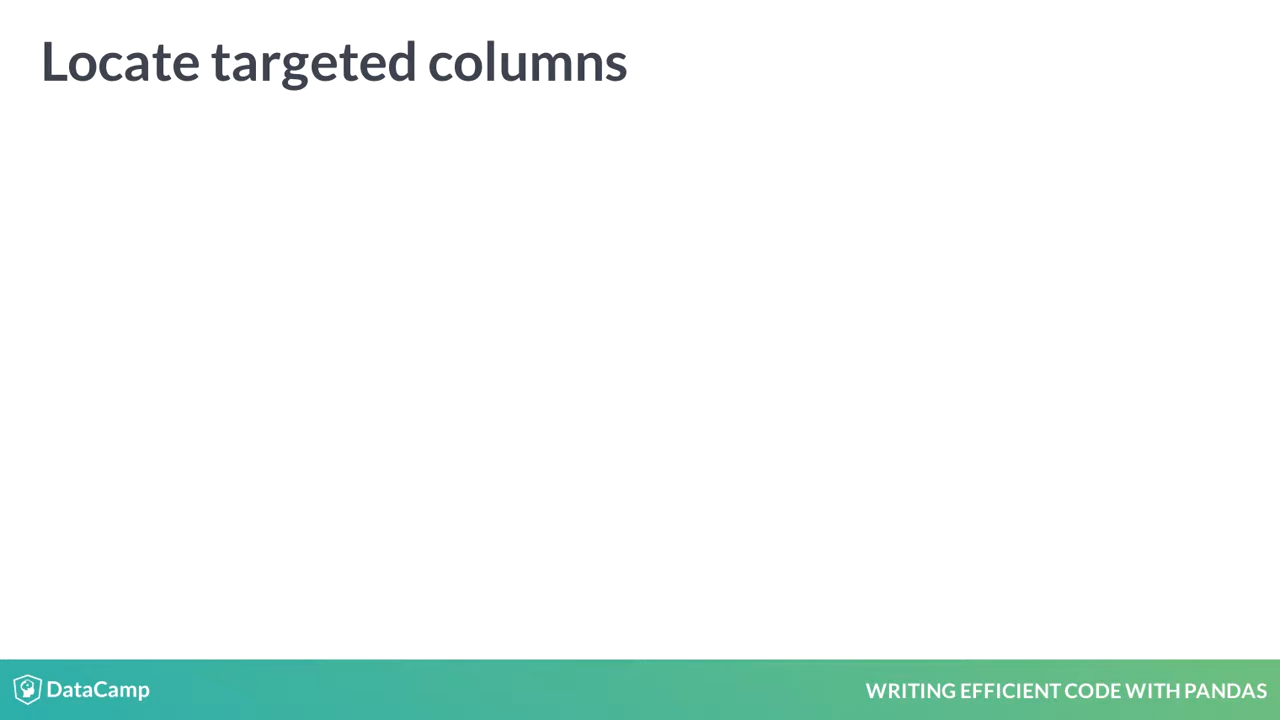 Locate targeted columns
DataCamp
WRITING EFFICIENT CODE WITH PANDAS